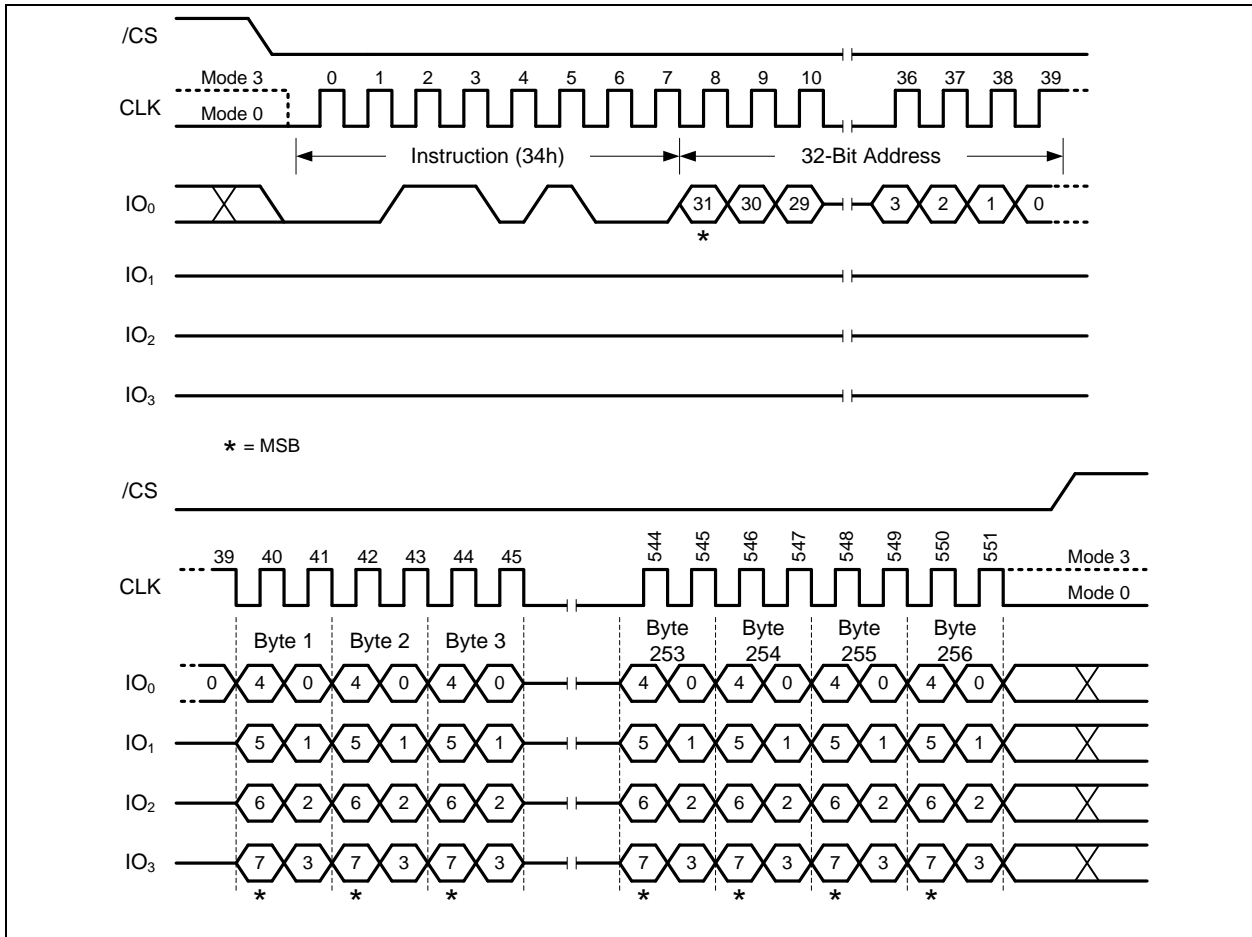 /CS
Mode 3 0 1 2 3 4 5 6 7 8 9 10 36 37 38 39
CLK
Mode 0
Instruction (34h) 32-Bit Address
IO₀ 31 30 29 3 2 1 0
*
IO₁
IO₂
IO₃
* = MSB
/CS
39 40 41 42 43 44 45 544 545 546 547 548 549 550 551 Mode 3
CLK
Mode 0
Byte 1 Byte 2 Byte 3 Byte 253 Byte 254 Byte 255 Byte 256
IO₀ 0 4 0 4 0 4 0 4 0 4 0 4 0 4 0
IO₁ 5 1 5 1 5 1 5 1 5 1 5 1 5 1
IO₂ 6 2 6 2 6 2 6 2 6 2 6 2 6 2
IO₃ 7 3 7 3 7 3 7 3 7 3 7 3 7 3
* * * * * * *